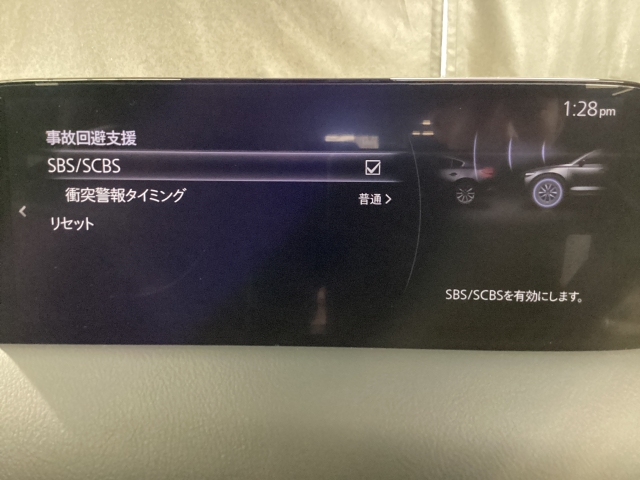 1:28pm
事故回避支援
SBS/SCBS
衝突警報タイミング
普通
リセット
SBS/SCBSを有効にします。